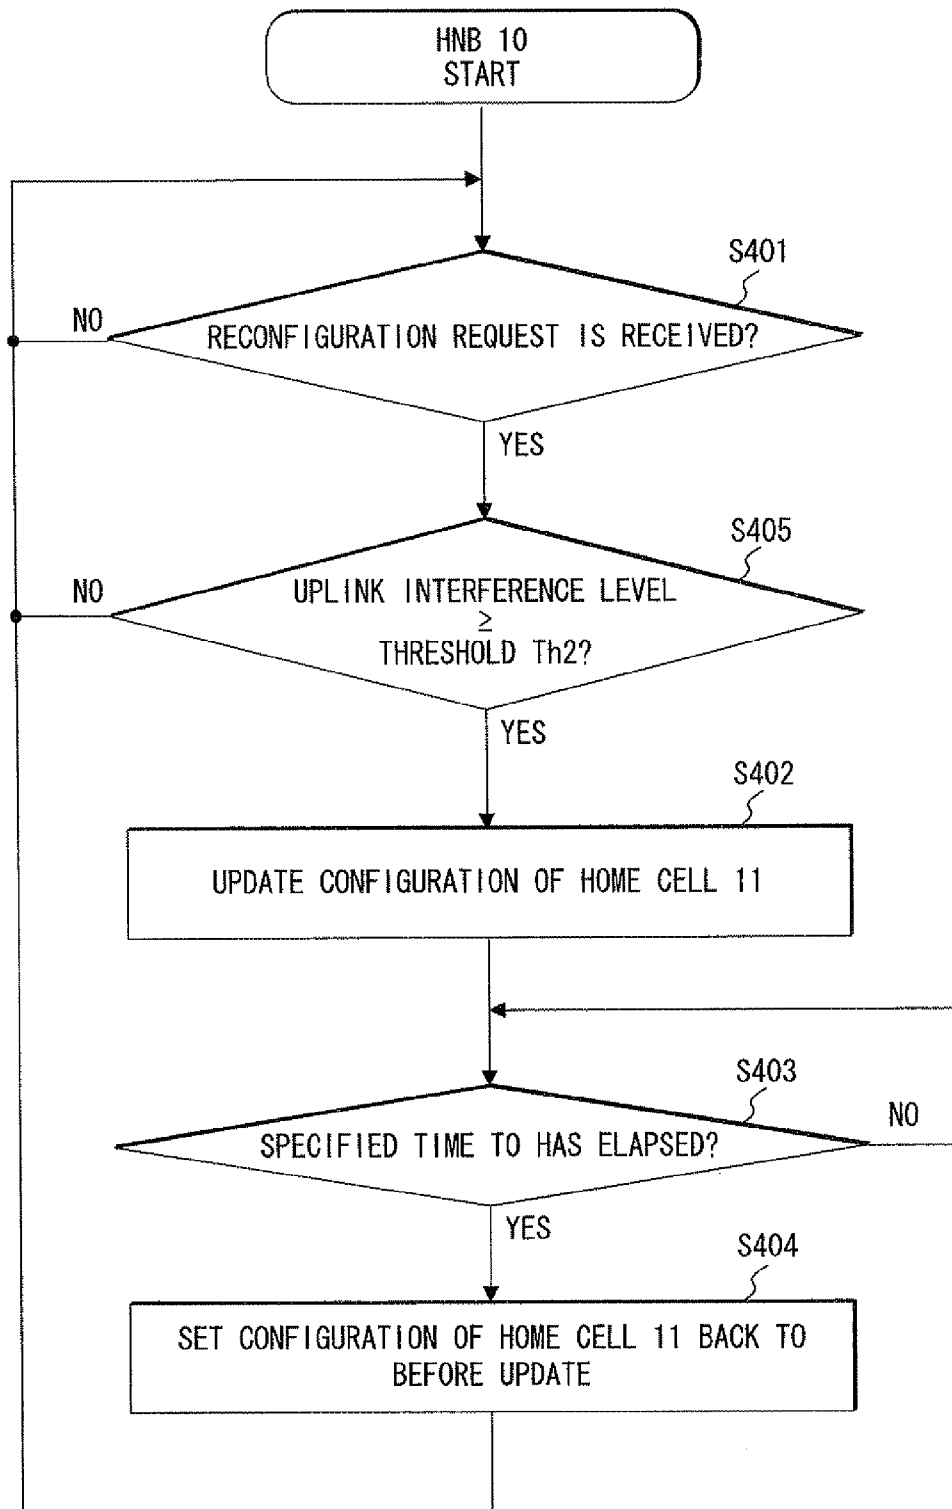 HNB 10
START
S401
NO
RECONFIGURATION REQUEST IS RECEIVED?
YES
S405
NO
UPLINK INTERFERENCE LEVEL
≥
THRESHOLD Th2?
YES
S402
UPDATE CONFIGURATION OF HOME CELL 11
S403
NO
SPECIFIED TIME TO HAS ELAPSED?
YES
S404
SET CONFIGURATION OF HOME CELL 11 BACK TO
BEFORE UPDATE